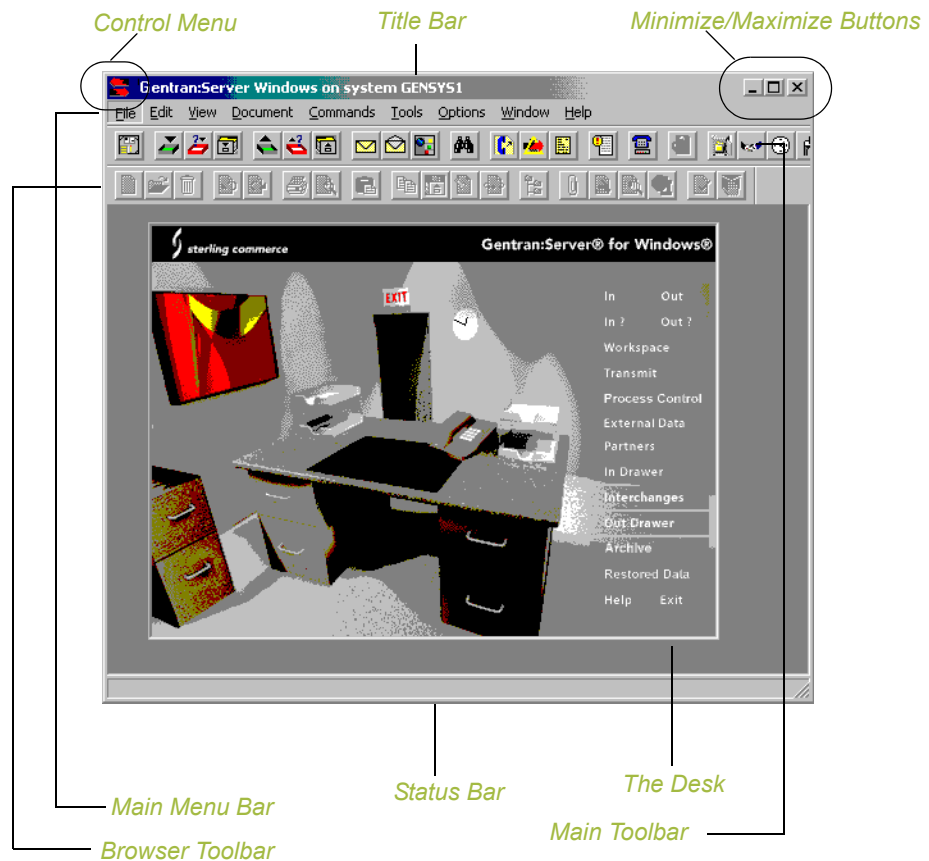 Control Menu
Title Bar
Minimize/Maximize Buttons
Gentran:Server Windows on system GENSYS1
File Edit View Document Commands Tools Options Window Help
sterling commerce
Gentran:Server® for Windows®
EXIT
In Out
In ? Out ?
Workspace
Transmit
Process Control
External Data
Partners
In Drawer
Interchanges
Out Drawer
Archive
Restored Data
Help Exit
Status Bar
The Desk
Main Menu Bar
Main Toolbar
Browser Toolbar